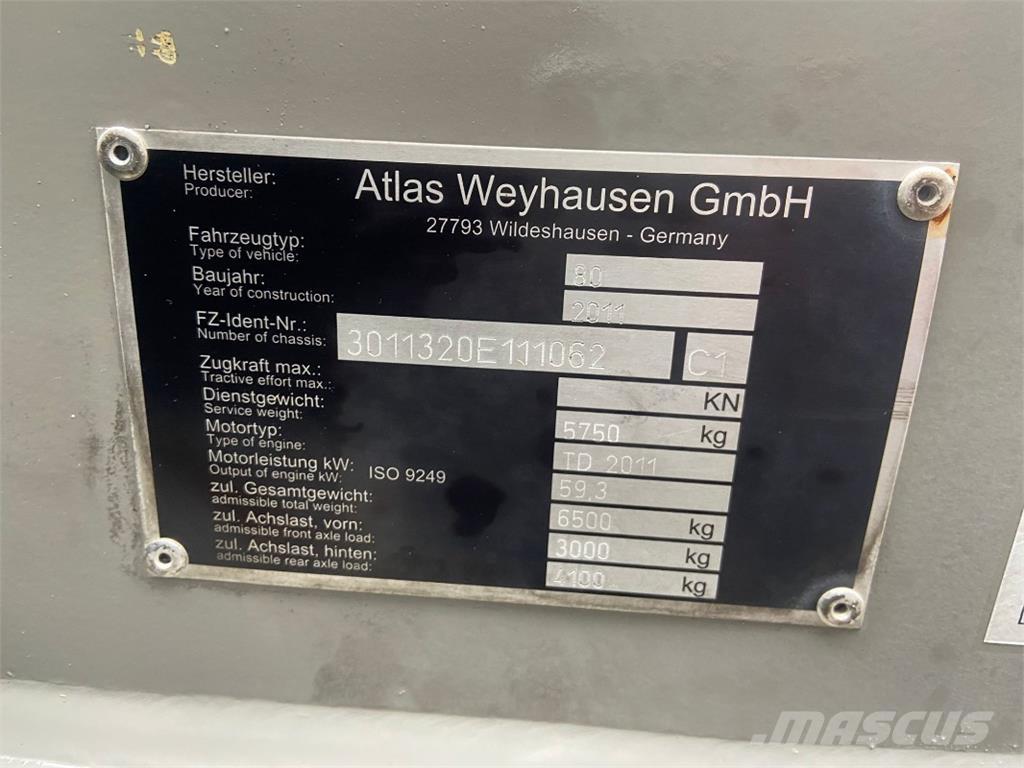 Hersteller: Atlas Weyhausen GmbH
Producer:
27793 Wildeshausen - Germany
Fahrzeugtyp: 80
Type of vehicle:
Baujahr: 2011
Year of construction:
FZ-Ident-Nr.: 3011320E111062 C1
Number of chassis:
Zugkraft max.: KN
Tractive effort max.:
Dienstgewicht: 5750 kg
Service weight:
Motortyp: TD 2011
Type of engine:
Motorleistung kW: ISO 9249 59.3
Output of engine kW:
zul. Gesamtgewicht: 6500 kg
admissible total weight:
zul. Achslast, vorn: 3000 kg
admissible front axle load:
zul. Achslast, hinten: 4100 kg
admissible rear axle load:
MASCUS